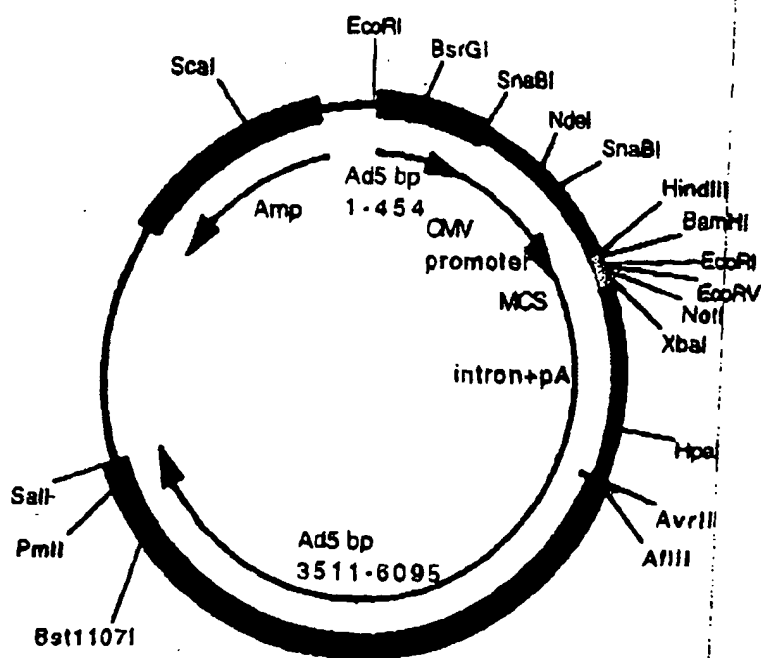 EcoRI
BsrGI
ScaI
SnaBI
NdeI
SnaBI
HindIII
BamHI
EcoRI
EcoRV
NotI
XbaI
Amp
Ad5 bp
1-454
CMV
promoter
MCS
intron+pA
HpaI
AvrII
AflII
SalI
PmlI
Bst1107I
Ad5 bp
3511-6095